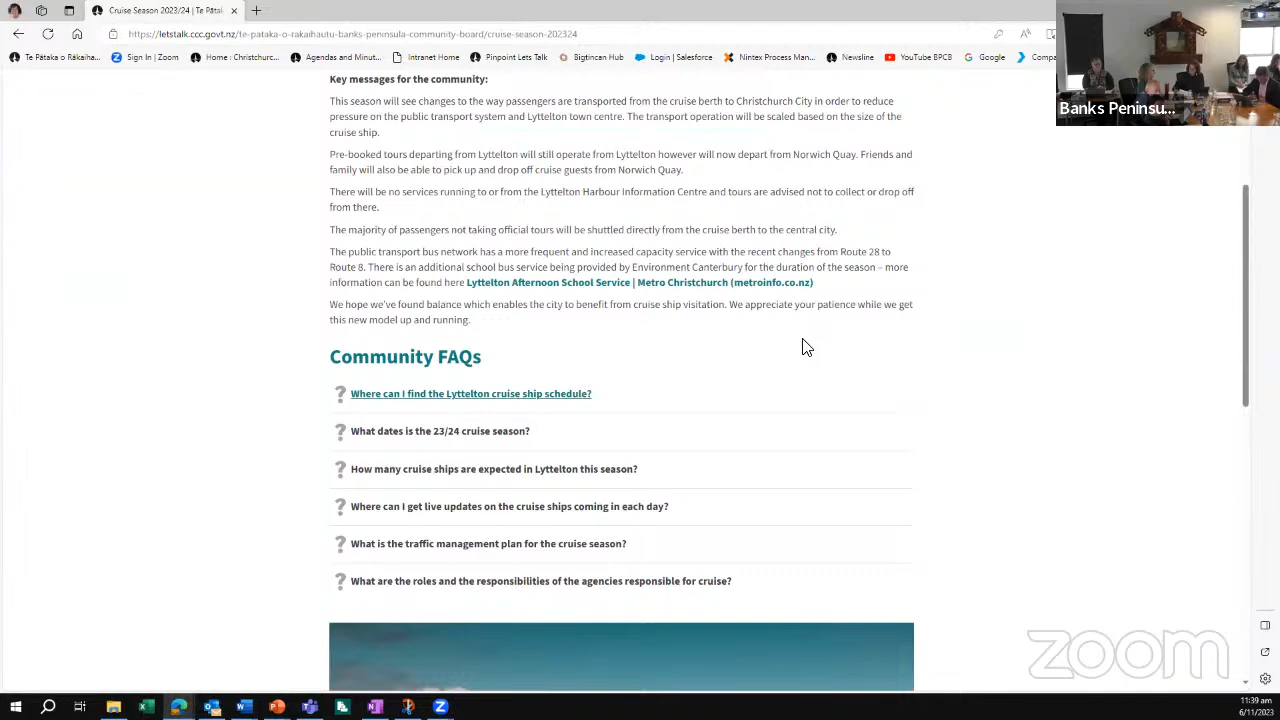 Cruise Season 2023/24 | Te Pātak
https://letstalk.ccc.govt.nz/te-pataka-o-rakaihautu-banks-peninsula-community-board/cruise-season-202324
Te Pātaka o Rākaiha... Sign In | Zoom Home : Christchurc... Agendas and Minut... Intranet Home Pinpoint Lets Talk Bigtincan Hub Login | Salesforce Nintex Process Man... Newsline YouTube BPCB Google Compa
Banks Peninsu...
Key messages for the community:
This season will see changes to the way passengers are transported from the cruise berth to Christchurch City in order to reduce
pressure on the public transport system and Lyttelton town centre. The transport operation will be scaled based on the size of the
cruise ship.
Pre-booked tours departing from Lyttelton will still operate from Lyttelton however will now depart from Norwich Quay. Friends and
family will also be able to pick up and drop off cruise guests from Norwich Quay.
There will be no services running to or from the Lyttelton Harbour Information Centre and tours are advised not to collect or drop off
from there.
The majority of passengers not taking official tours will be shuttled directly from the cruise berth to the central city.
The public transport bus network has a more frequent and increased capacity service with the recent changes from Route 28 to
Route 8. There is an additional school bus service being provided by Environment Canterbury for the duration of the season – more
information can be found here Lyttelton Afternoon School Service | Metro Christchurch (metroinfo.co.nz)
We hope we've found balance which enables the city to benefit from cruise ship visitation. We appreciate your patience while we get
this new model up and running.
Community FAQs
Where can I find the Lyttelton cruise ship schedule?
What dates is the 23/24 cruise season?
How many cruise ships are expected in Lyttelton this season?
Where can I get live updates on the cruise ships coming in each day?
What is the traffic management plan for the cruise season?
What are the roles and the responsibilities of the agencies responsible for cruise?
zoom
11:39 am
6/11/2023